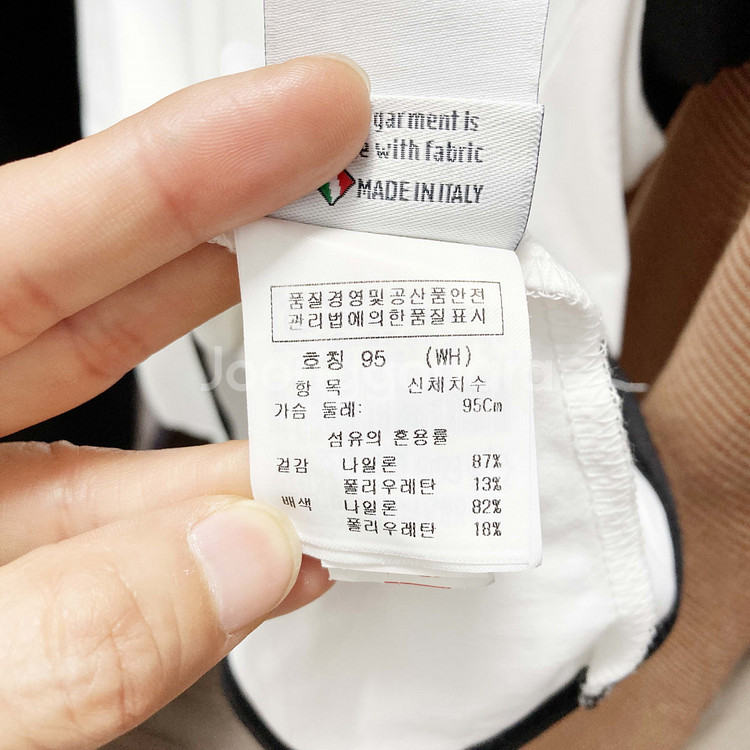 garment is
with fabric
MADE IN ITALY
품질경영및공산품안전
관리법에의한품질표시
호칭 95 (WH)
항 목 신체치수
가슴 둘레: 95Cm
섬유의 혼용률
겉감 나일론 87%
폴리우레탄 13%
배색 나일론 82%
폴리우레탄 18%